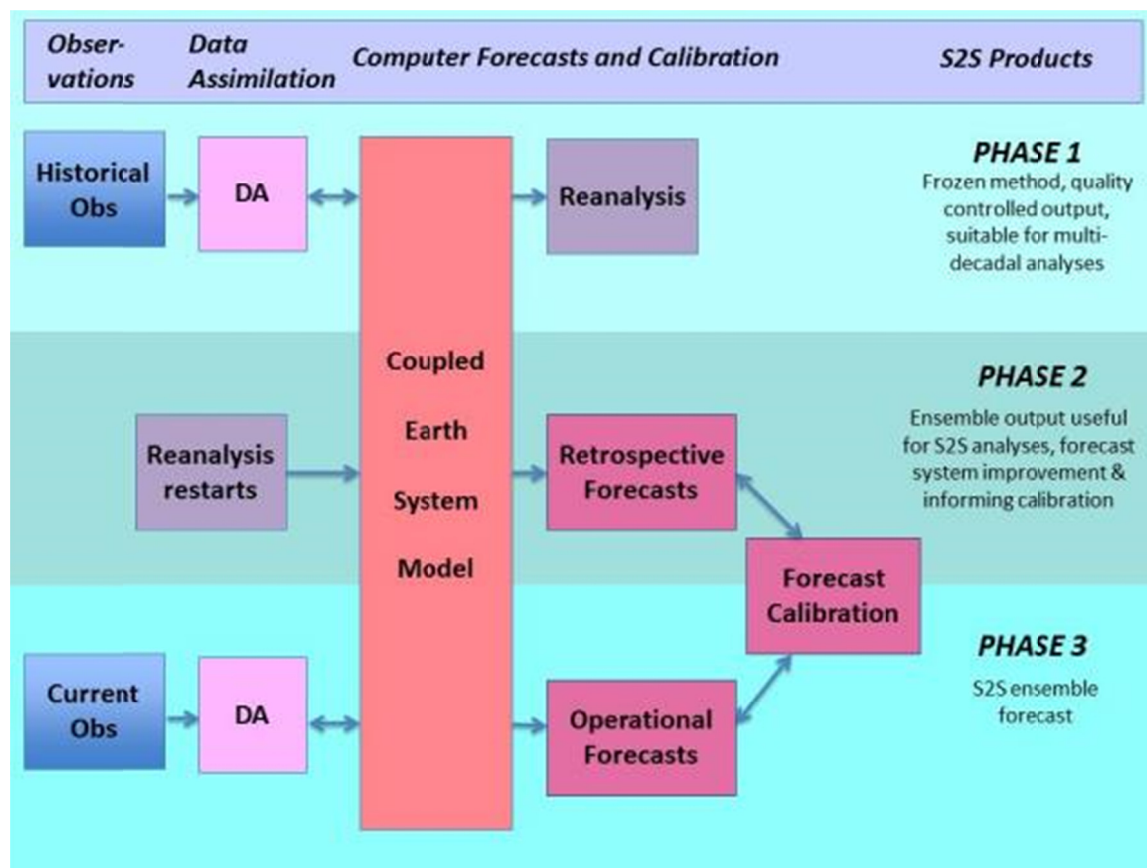 Obser-
vations
Data
Assimilation
Computer Forecasts and Calibration
S2S Products
Historical
Obs
DA
Reanalysis
PHASE 1
Frozen method, quality
controlled output,
suitable for multi-
decadal analyses
Coupled
Earth
System
Model
Reanalysis
restarts
Retrospective
Forecasts
PHASE 2
Ensemble output useful
for S2S analyses, forecast
system improvement &
informing calibration
Forecast
Calibration
Current
Obs
DA
Operational
Forecasts
PHASE 3
S2S ensemble
forecast